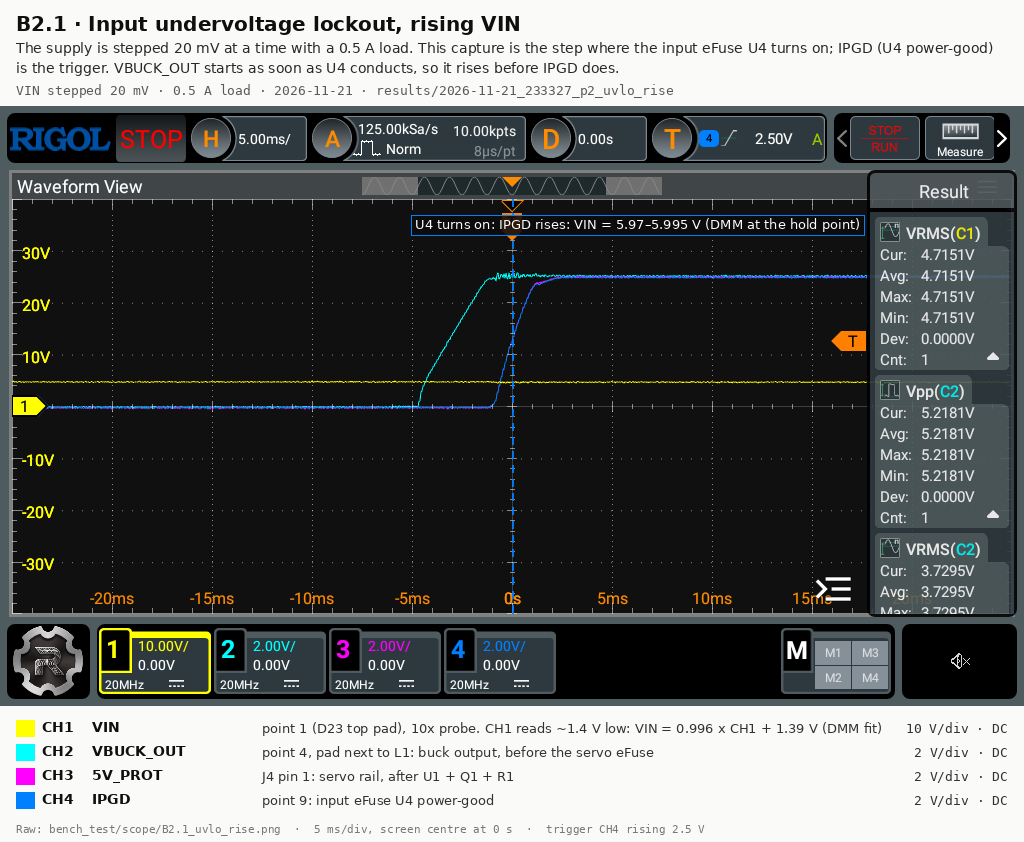 B2.1 · Input undervoltage lockout, rising VIN
The supply is stepped 20 mV at a time with a 0.5 A load. This capture is the step where the input eFuse U4 turns on; IPGD (U4 power-good)
is the trigger. VBUCK_OUT starts as soon as U4 conducts, so it rises before IPGD does.
VIN stepped 20 mV · 0.5 A load · 2026-11-21 · results/2026-11-21_233327_p2_uvlo_rise
RIGOL STOP H 5.00ms/ A 125.00kSa/s 10.00kpts D 0.00s T 4 2.50V A STOP RUN Measure
Norm 8µs/pt
Waveform View
Result
U4 turns on: IPGD rises: VIN = 5.97–5.995 V (DMM at the hold point)
30V
20V
10V
1
-10V
-20V
-30V
T
-20ms -15ms -10ms -5ms 0s 5ms 10ms 15ms
VRMS(C1)
Cur: 4.7151V
Avg: 4.7151V
Max: 4.7151V
Min: 4.7151V
Dev: 0.0000V
Cnt: 1
Vpp(C2)
Cur: 5.2181V
Avg: 5.2181V
Max: 5.2181V
Min: 5.2181V
Dev: 0.0000V
Cnt: 1
VRMS(C2)
Cur: 3.7295V
Avg: 3.7295V
Max: 3.7295V
R
1 10.00V/ 0.00V 20MHz
2 2.00V/ 0.00V 20MHz
3 2.00V/ 0.00V 20MHz
4 2.00V/ 0.00V 20MHz
M M1 M3 M2 M4
CH1 VIN point 1 (D23 top pad), 10x probe. CH1 reads ~1.4 V low: VIN = 0.996 x CH1 + 1.39 V (DMM fit) 10 V/div · DC
CH2 VBUCK_OUT point 4, pad next to L1: buck output, before the servo eFuse 2 V/div · DC
CH3 5V_PROT J4 pin 1: servo rail, after U1 + Q1 + R1 2 V/div · DC
CH4 IPGD point 9: input eFuse U4 power-good 2 V/div · DC
Raw: bench_test/scope/B2.1_uvlo_rise.png · 5 ms/div, screen centre at 0 s · trigger CH4 rising 2.5 V